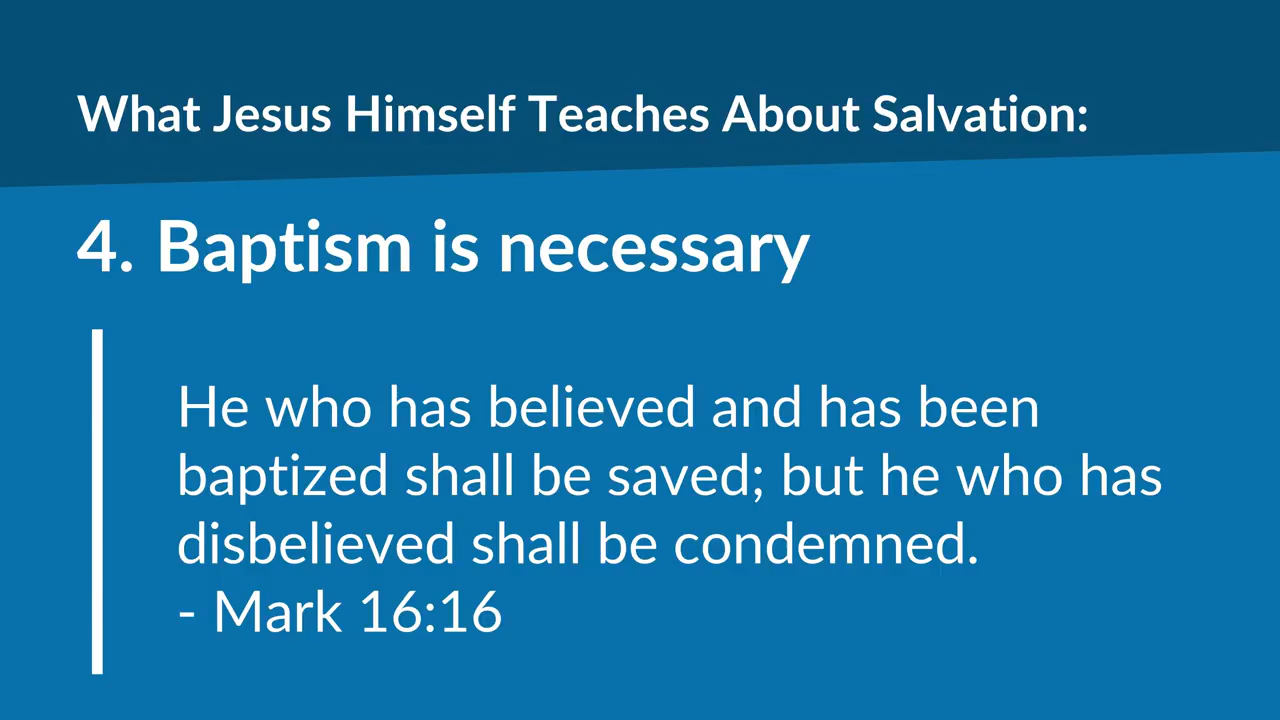 What Jesus Himself Teaches About Salvation:
4. Baptism is necessary
He who has believed and has been
baptized shall be saved; but he who has
disbelieved shall be condemned.
- Mark 16:16